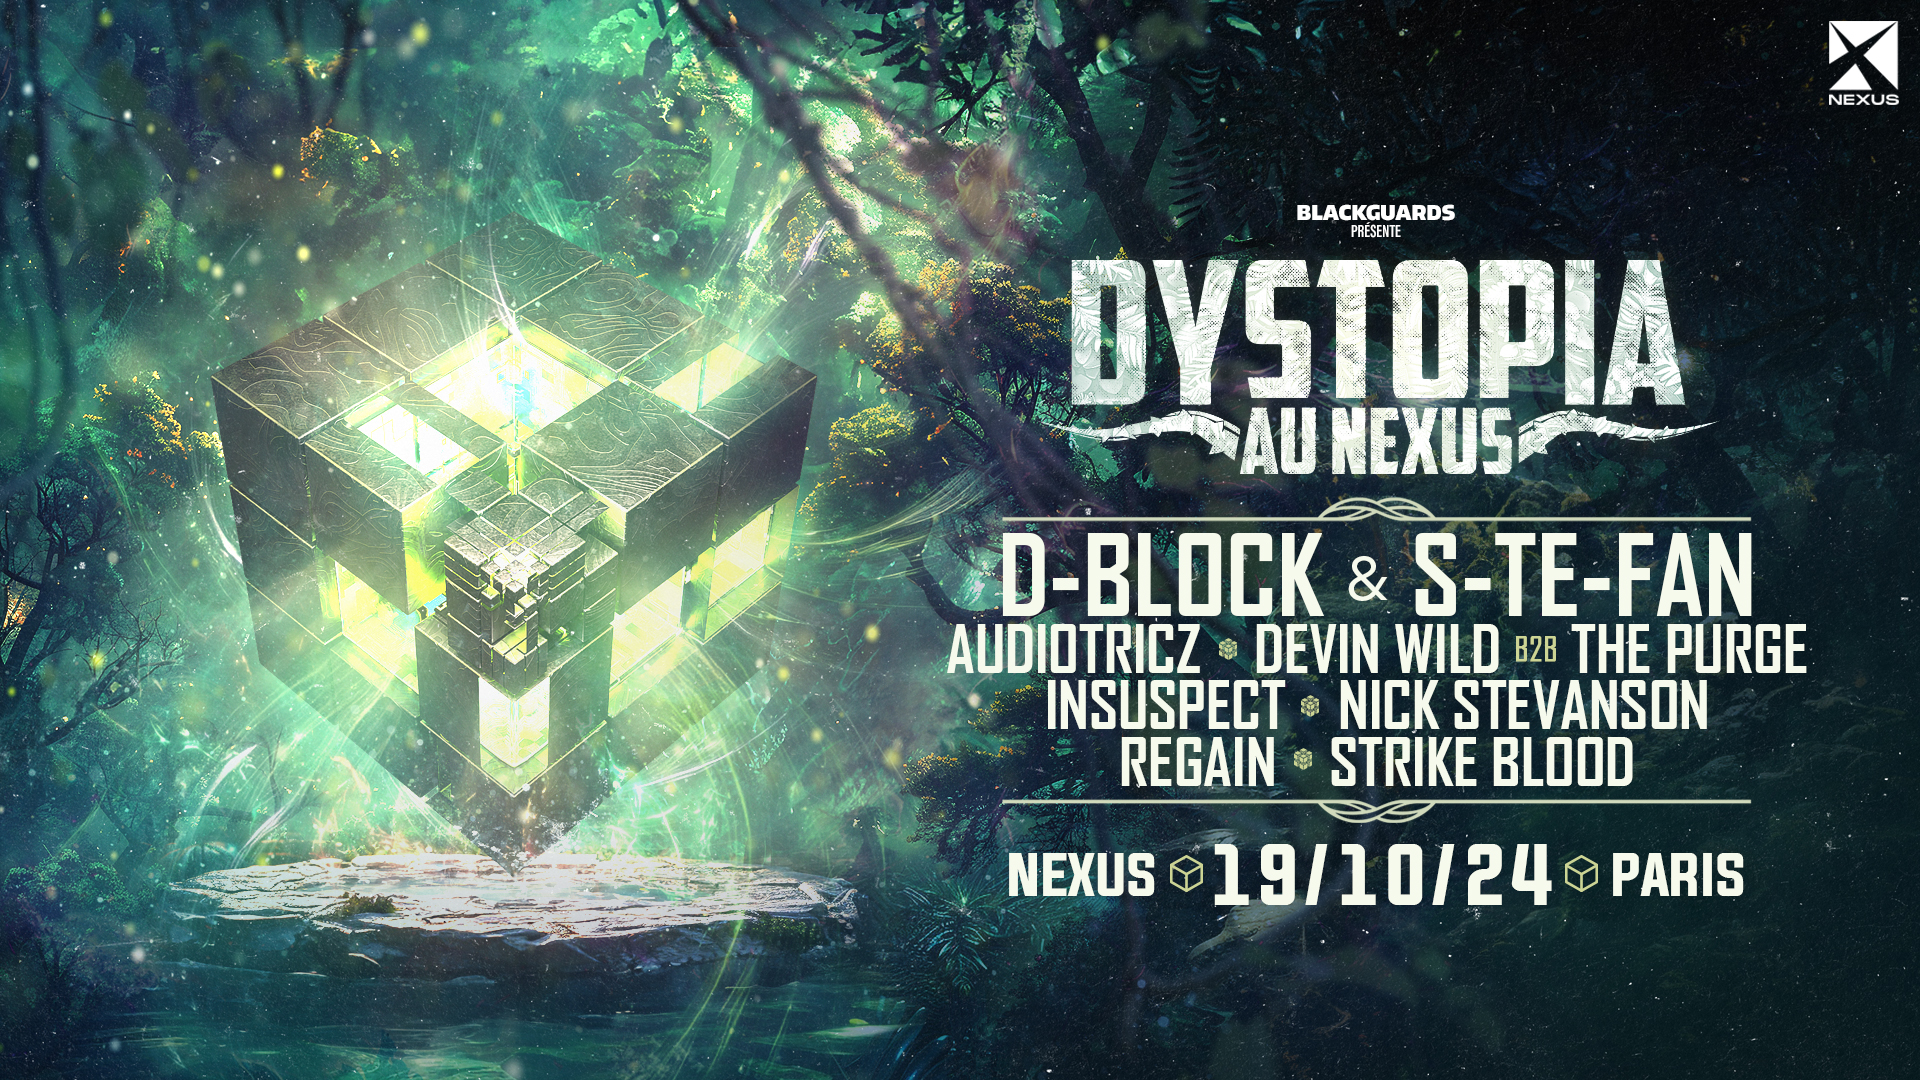 NEXUS
BLACKGUARDS
PRÉSENTE
DYSTOPIA
AU NEXUS
D-BLOCK & S-TE-FAN
AUDIOTRICZ DEVIN WILD B2B THE PURGE
INSUSPECT NICK STEVANSON
REGAIN STRIKE BLOOD
NEXUS 19/10/24 PARIS